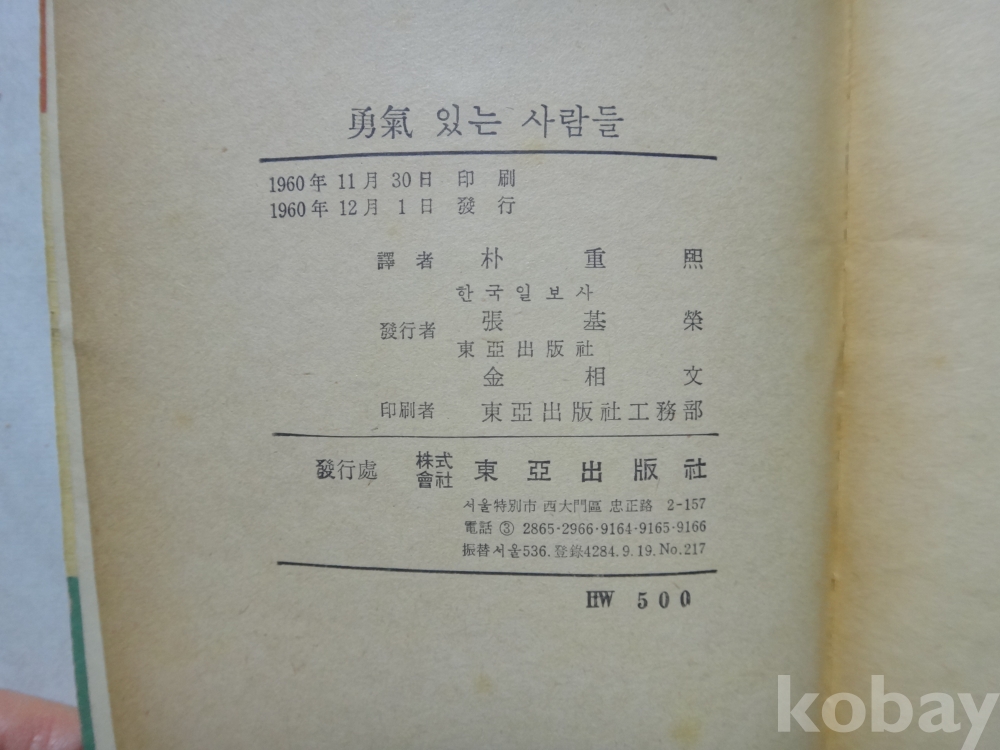 勇氣 있는 사람들
1960年 11月 30日 印 刷
1960年 12月 1日 發 行
譯 者 朴 重 熙
한 국 일 보 사
發行者 張 基 榮
東 亞 出 版 社
金 相 文
印刷者 東亞出版社工務部
發行處 株式會社 東 亞 出 版 社
서울特別市 西大門區 忠正路 2-157
電話 ③ 2865·2966·9164·9165·9166
振替서울536. 登錄4284.9.19.No.217
HW 500
kobay